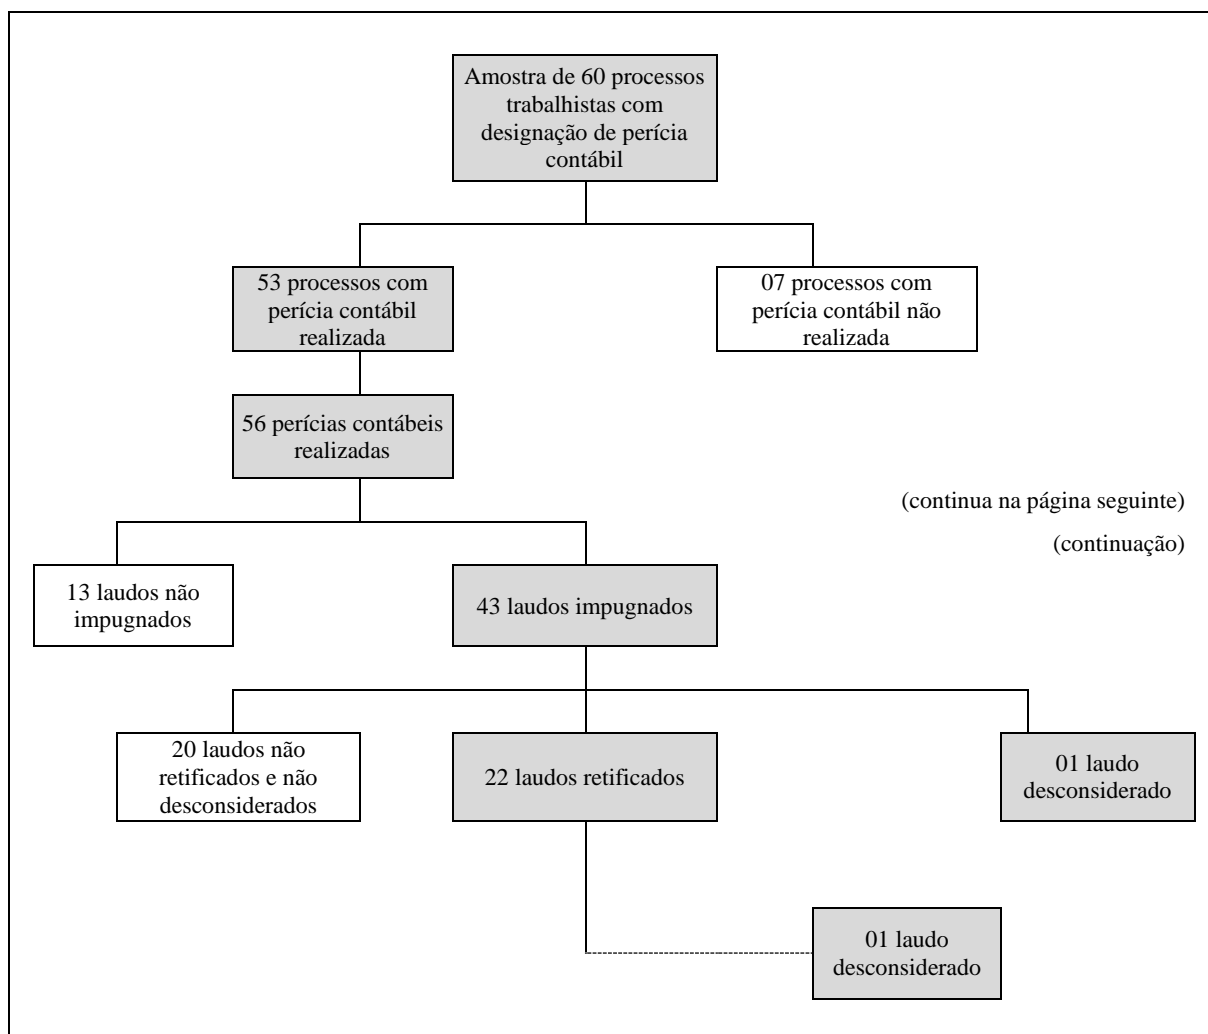 Amostra de 60 processos
trabalhistas com
designação de perícia
contábil
53 processos com
perícia contábil
realizada
07 processos com
perícia contábil não
realizada
56 perícias contábeis
realizadas
(continua na página seguinte)
(continuação)
13 laudos não
impugnados
43 laudos impugnados
20 laudos não
retificados e não
desconsiderados
22 laudos retificados
01 laudo
desconsiderado
01 laudo
desconsiderado